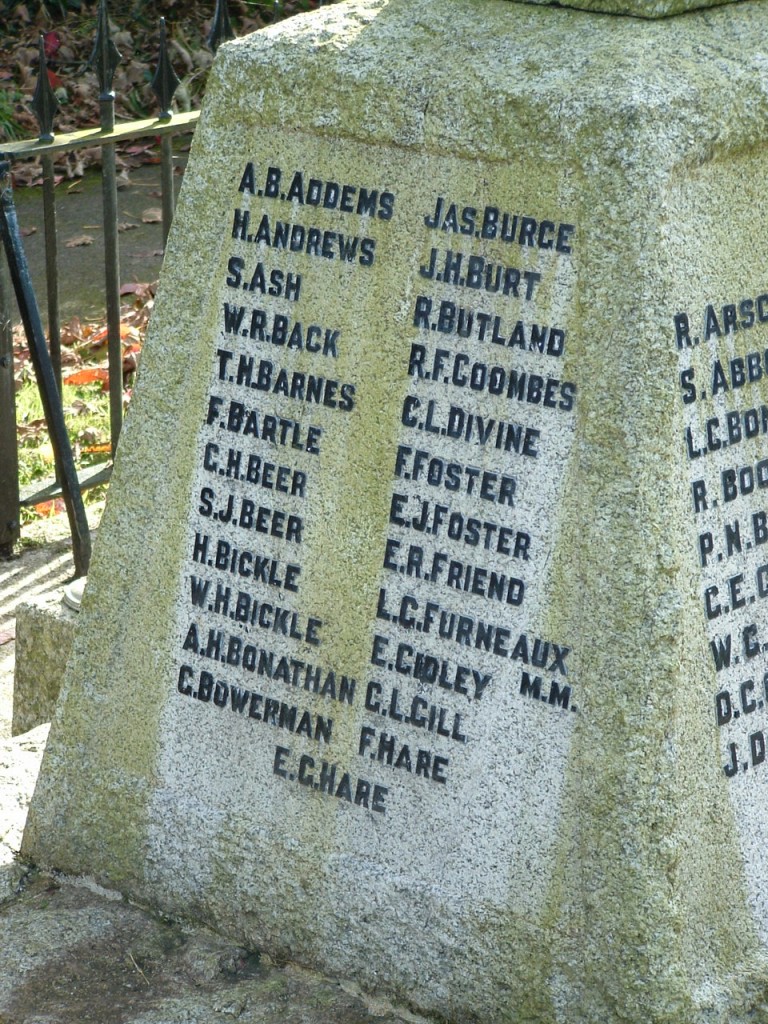 A.B.ADDEMS
H.ANDREWS
S.ASH
W.R.BACK
T.H.BARNES
F.BARTLE
C.H.BEER
S.J.BEER
H.BICKLE
W.H.BICKLE
A.H.BONATHAN
G.BOWERMAN
JAS.BURGE
J.H.BURT
R.BUTLAND
R.F.COOMBES
C.L.DIVINE
F.FOSTER
E.J.FOSTER
E.R.FRIEND
L.G.FURNEAUX
M.M.
E.GIDLEY
G.L.GILL
F.HARE
E.G.HARE
R.
S.
L.C.
R.
P.N.
C.E.
W.
D.C.
J.